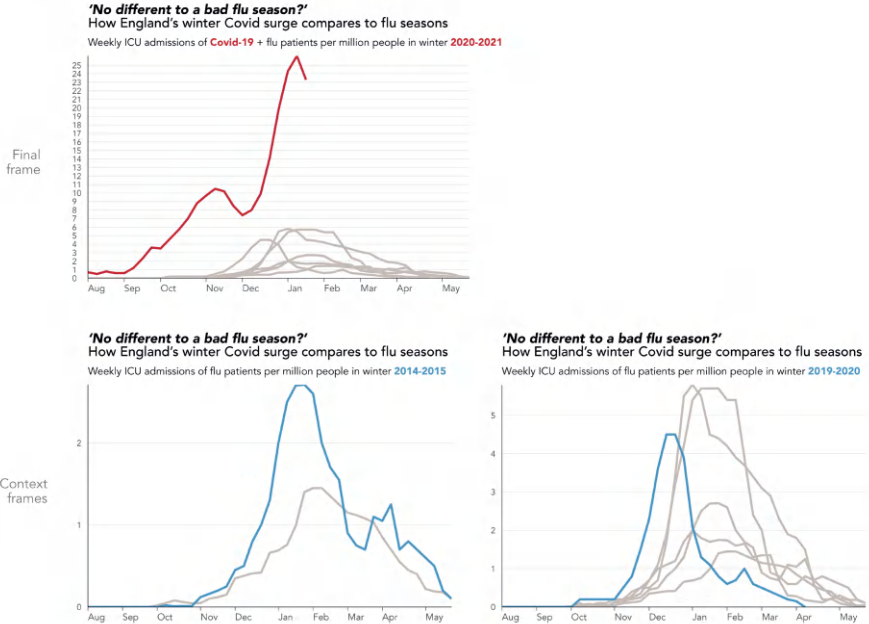 'No different to a bad flu season?'
How England's winter Covid surge compares to flu seasons
Weekly ICU admissions of Covid-19 + flu patients per million people in winter 2020-2021
25
24
23
22
21
20
19
18
17
16
15
14
13
12
11
10
9
8
7
6
5
4
3
2
1
0
Aug Sep Oct Nov Dec Jan Feb Mar Apr May
Final
frame
'No different to a bad flu season?'
How England's winter Covid surge compares to flu seasons
Weekly ICU admissions of flu patients per million people in winter 2014-2015
2
1
0
Aug Sep Oct Nov Dec Jan Feb Mar Apr May
Context
frames
'No different to a bad flu season?'
How England's winter Covid surge compares to flu seasons
Weekly ICU admissions of flu patients per million people in winter 2019-2020
5
4
3
2
1
0
Aug Sep Oct Nov Dec Jan Feb Mar Apr May